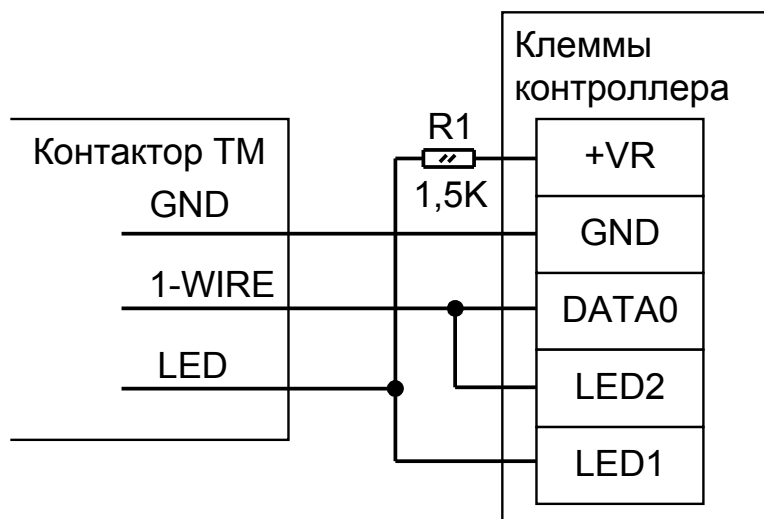 Клеммы
контроллера
R1
Контактор ТМ
+VR
1,5K
GND
GND
1-WIRE
DATA0
LED
LED2
LED1